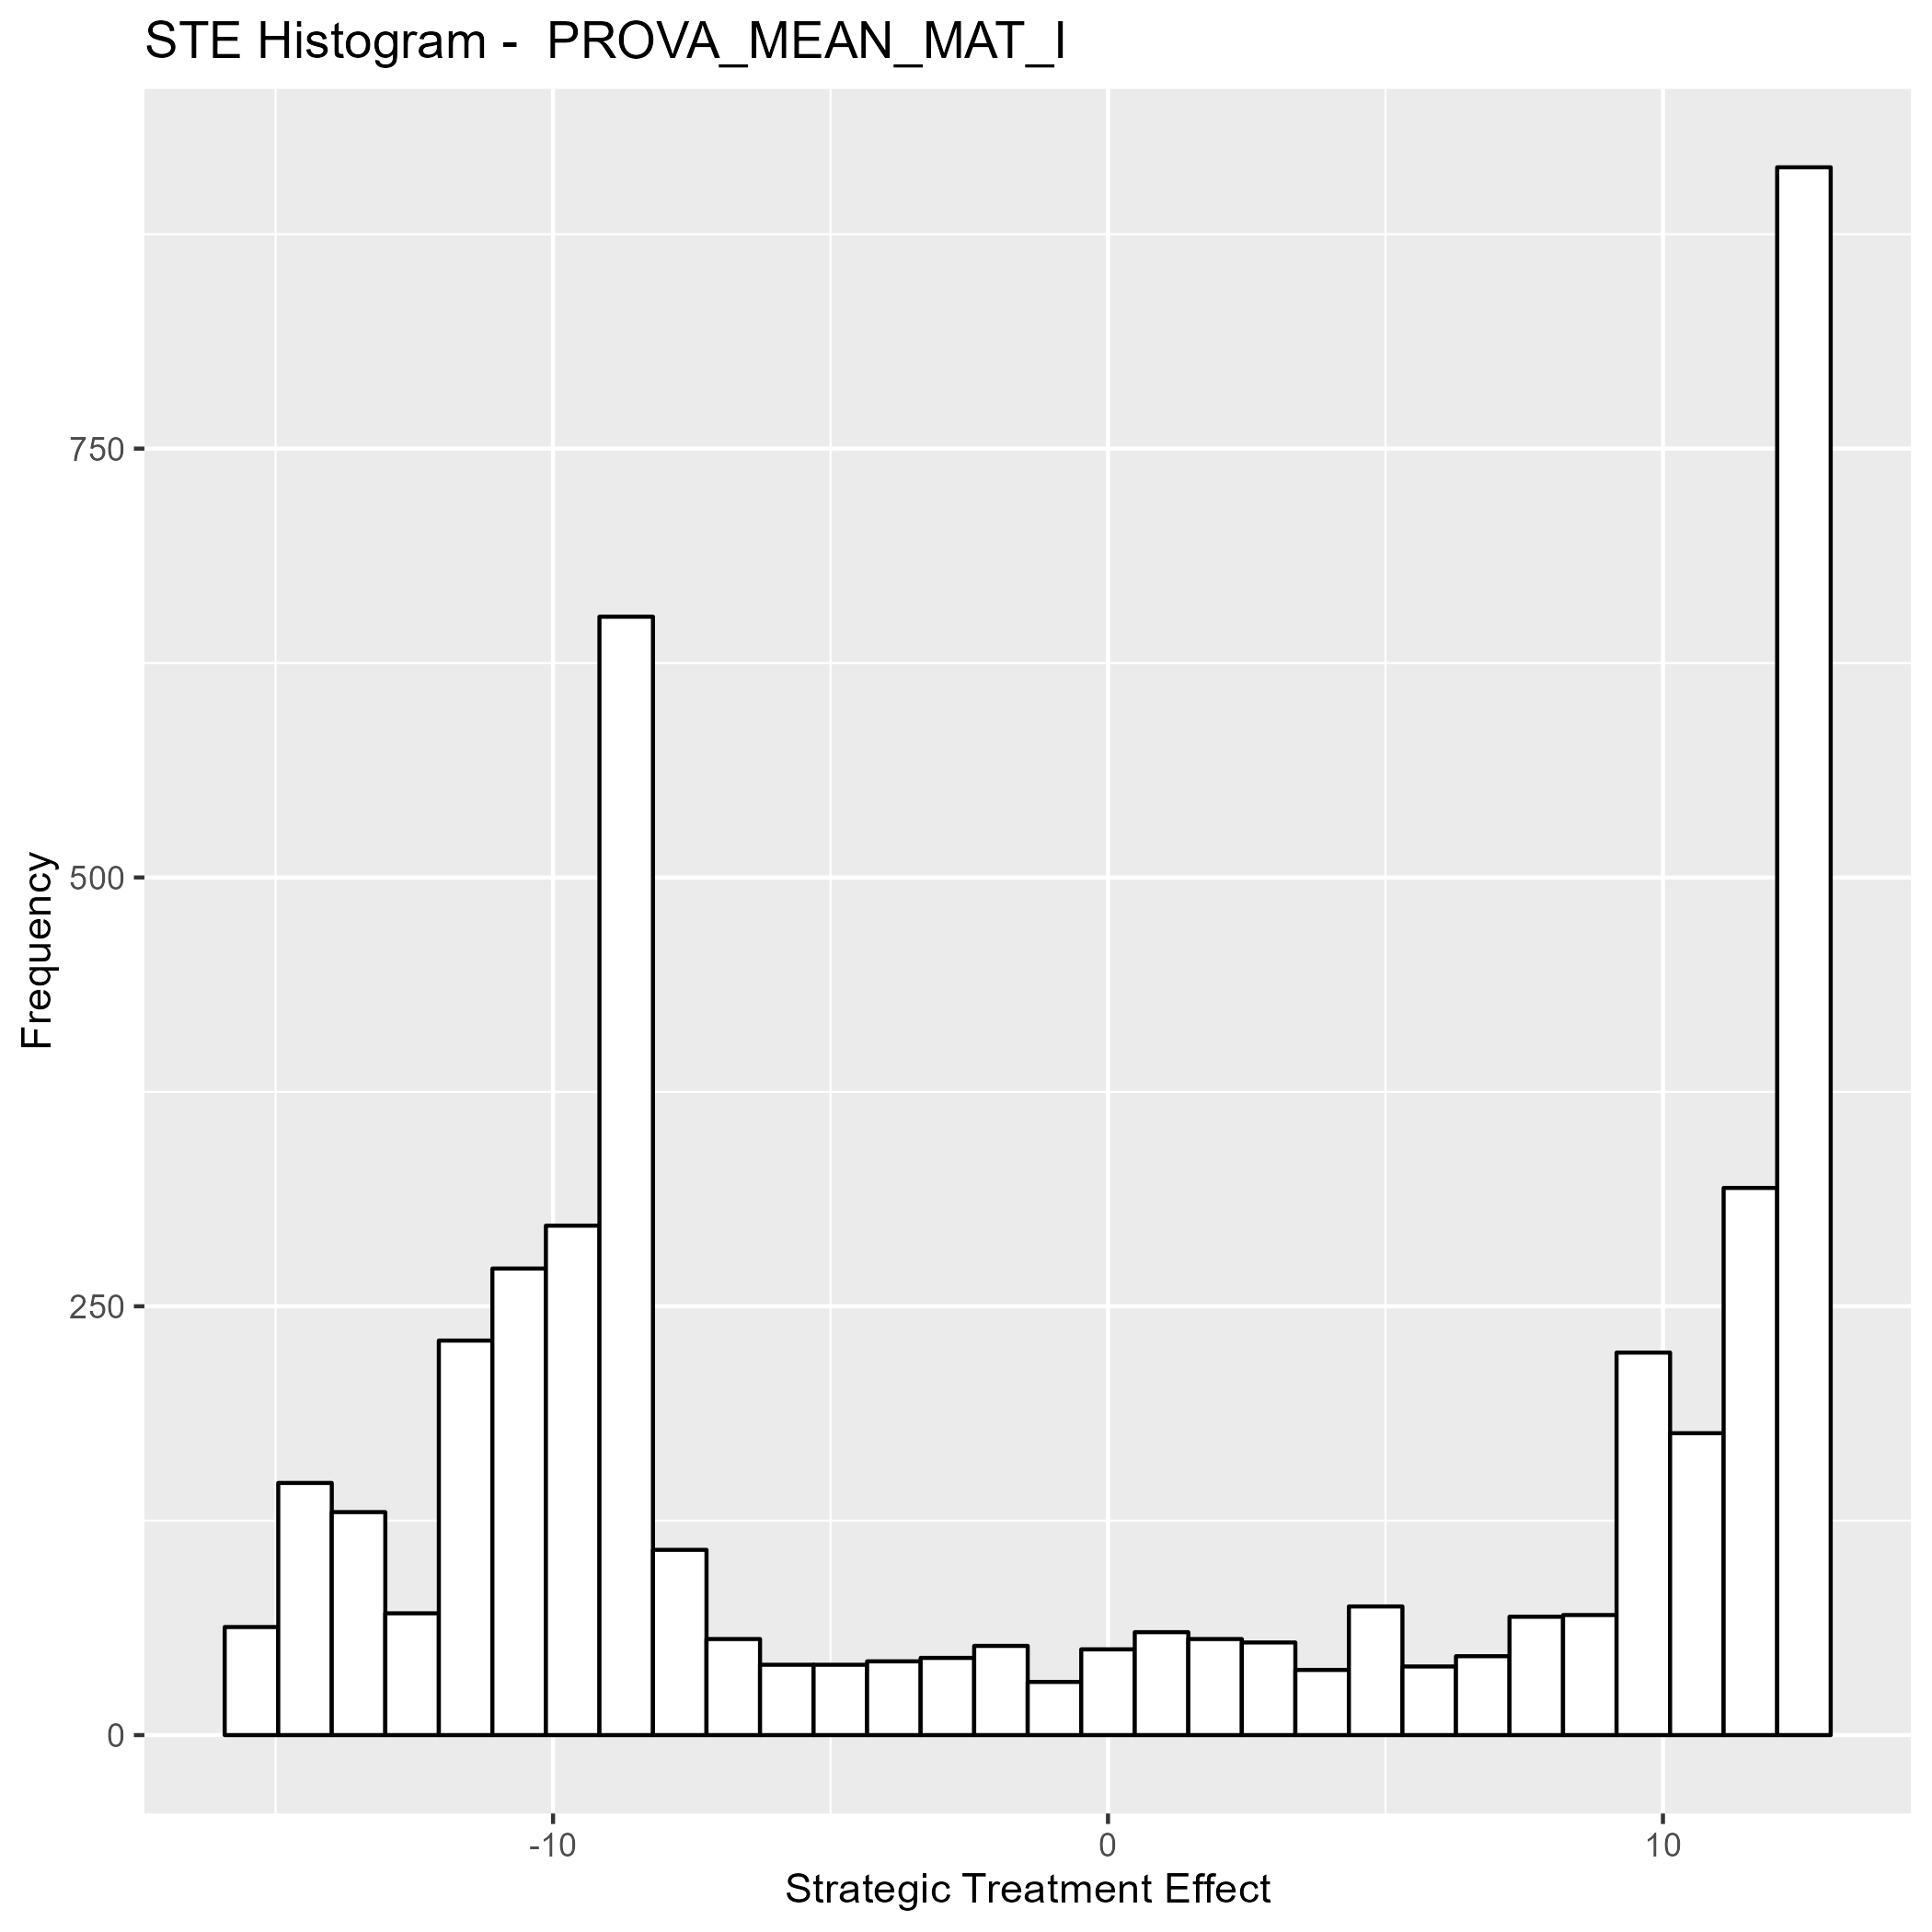 STE Histogram -  PROVA_MEAN_MAT_I
Frequency
750
500
250
0
-10
0
10
Strategic Treatment Effect